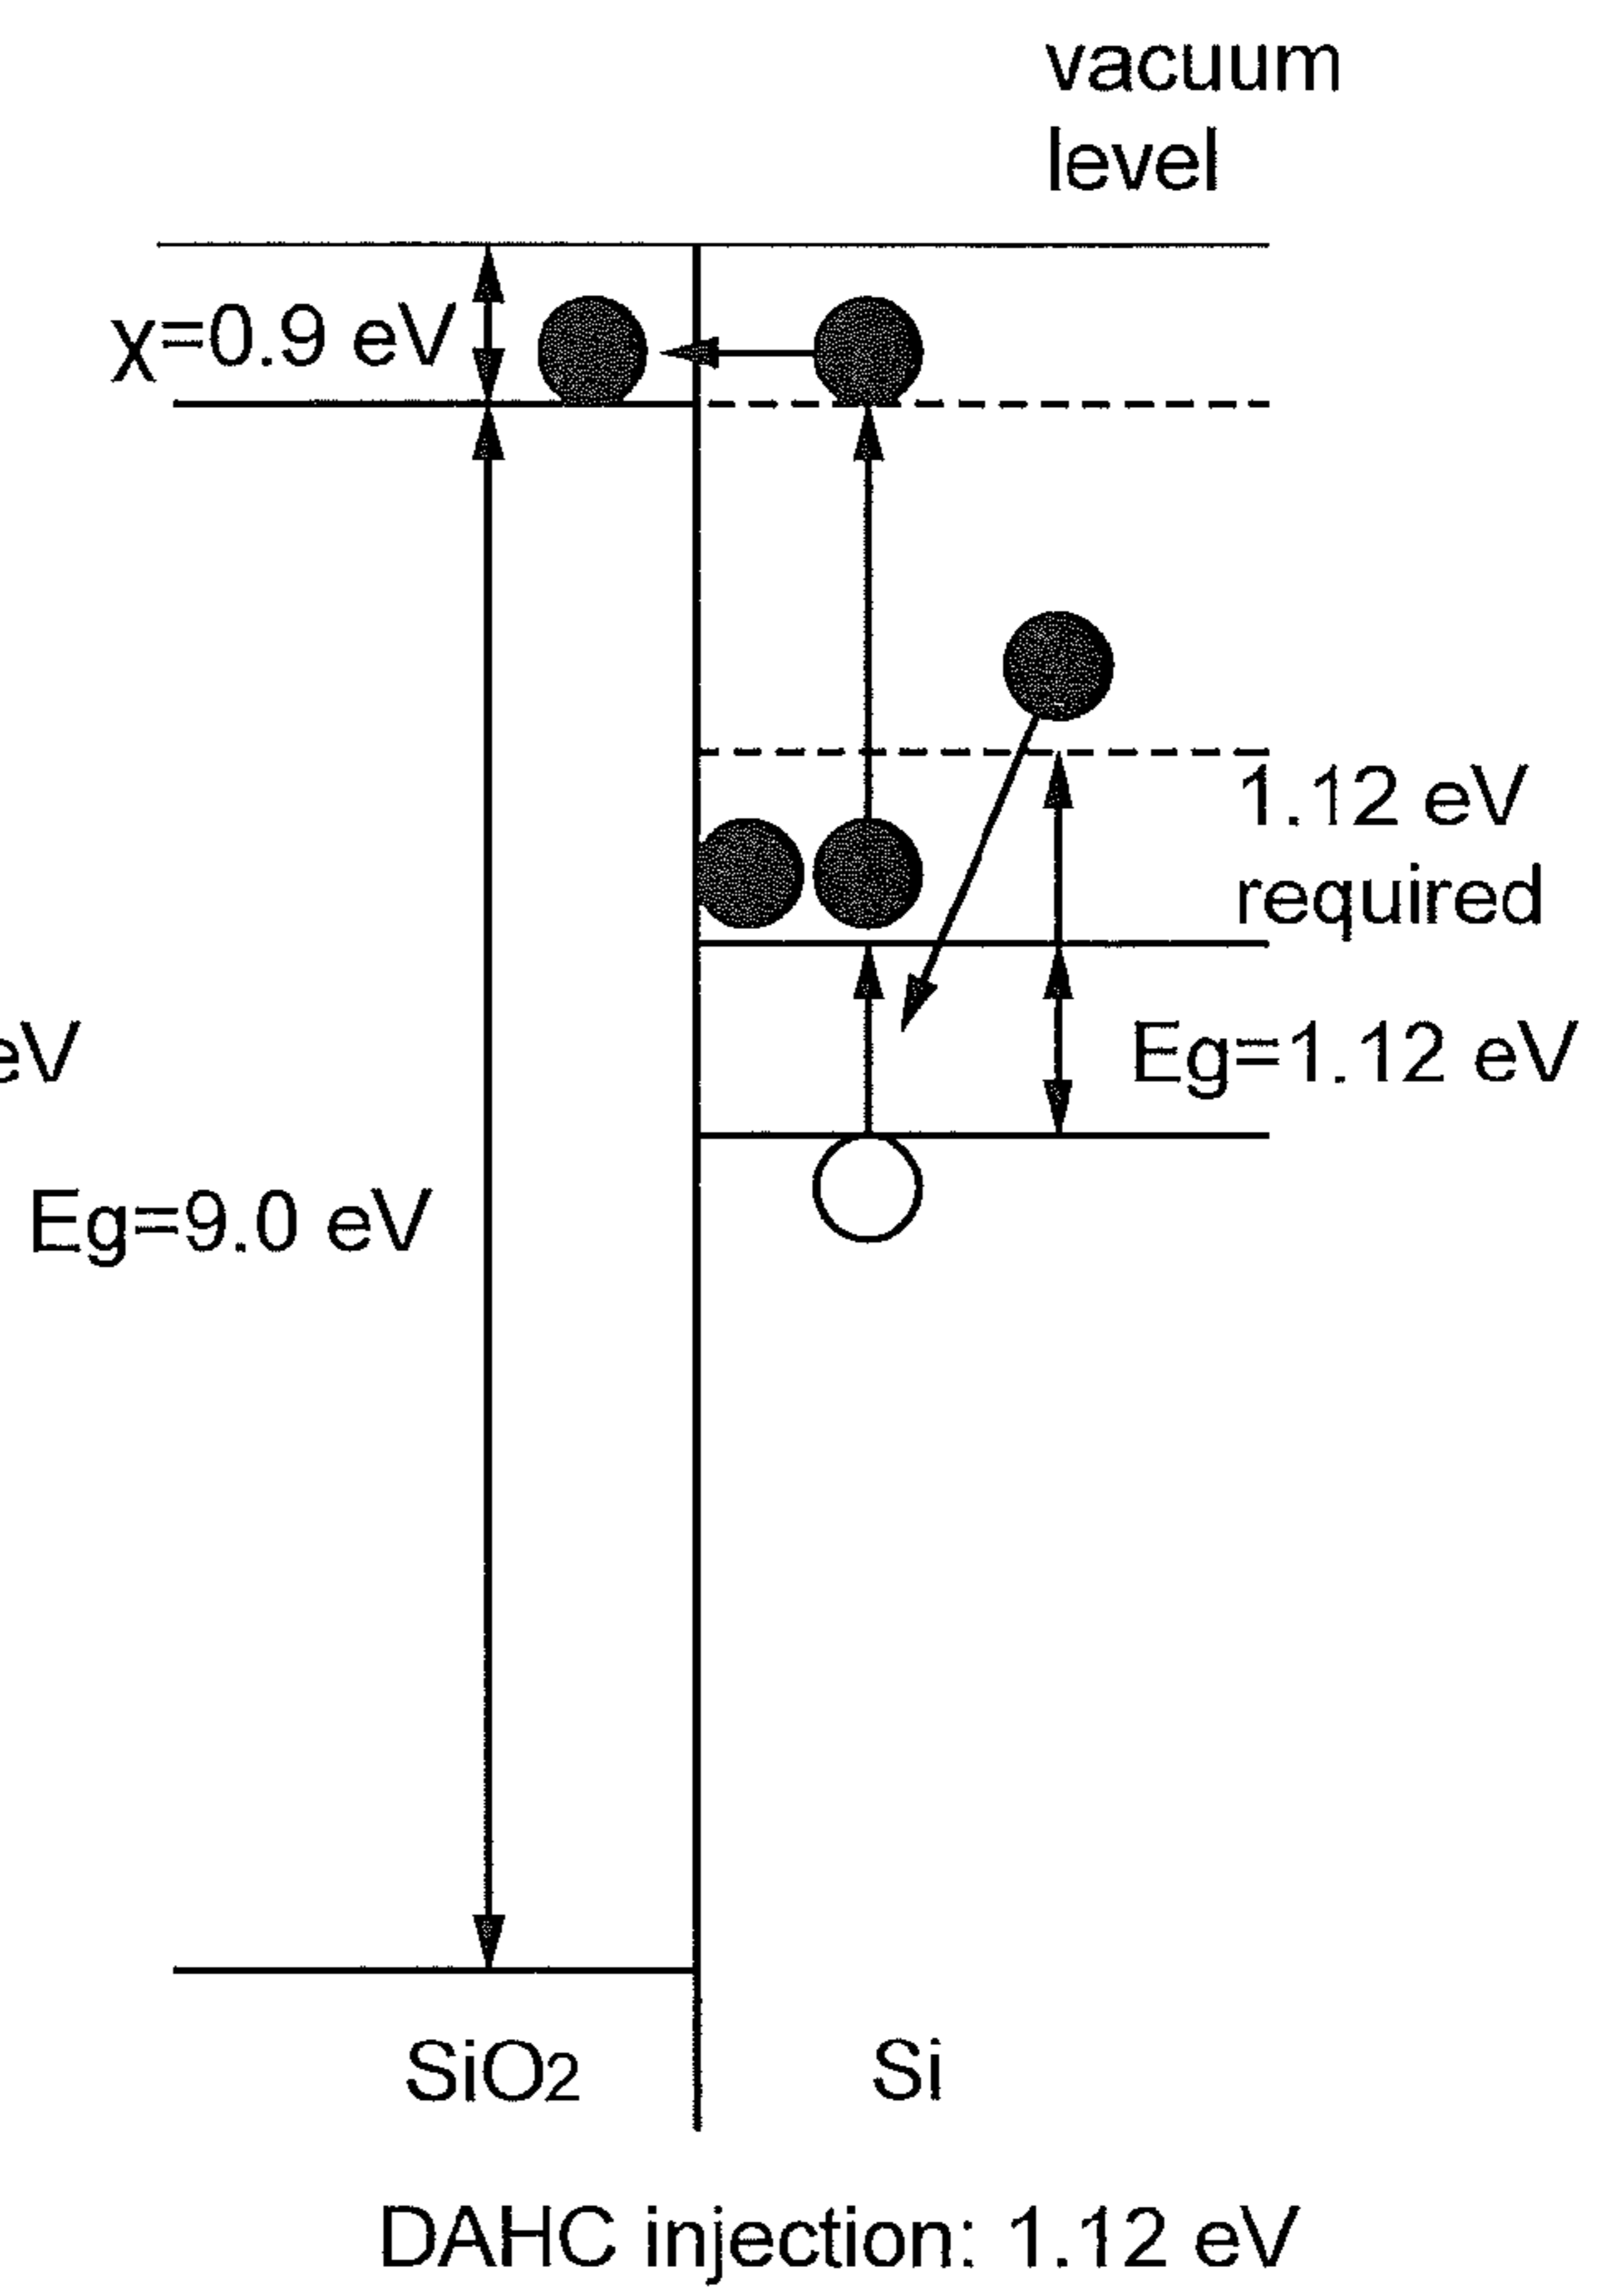 vacuum
level
χ=0.9 eV
1.12 eV
required
eV
Eg=1.12 eV
Eg=9.0 eV
SiO2
Si
DAHC injection: 1.12 eV